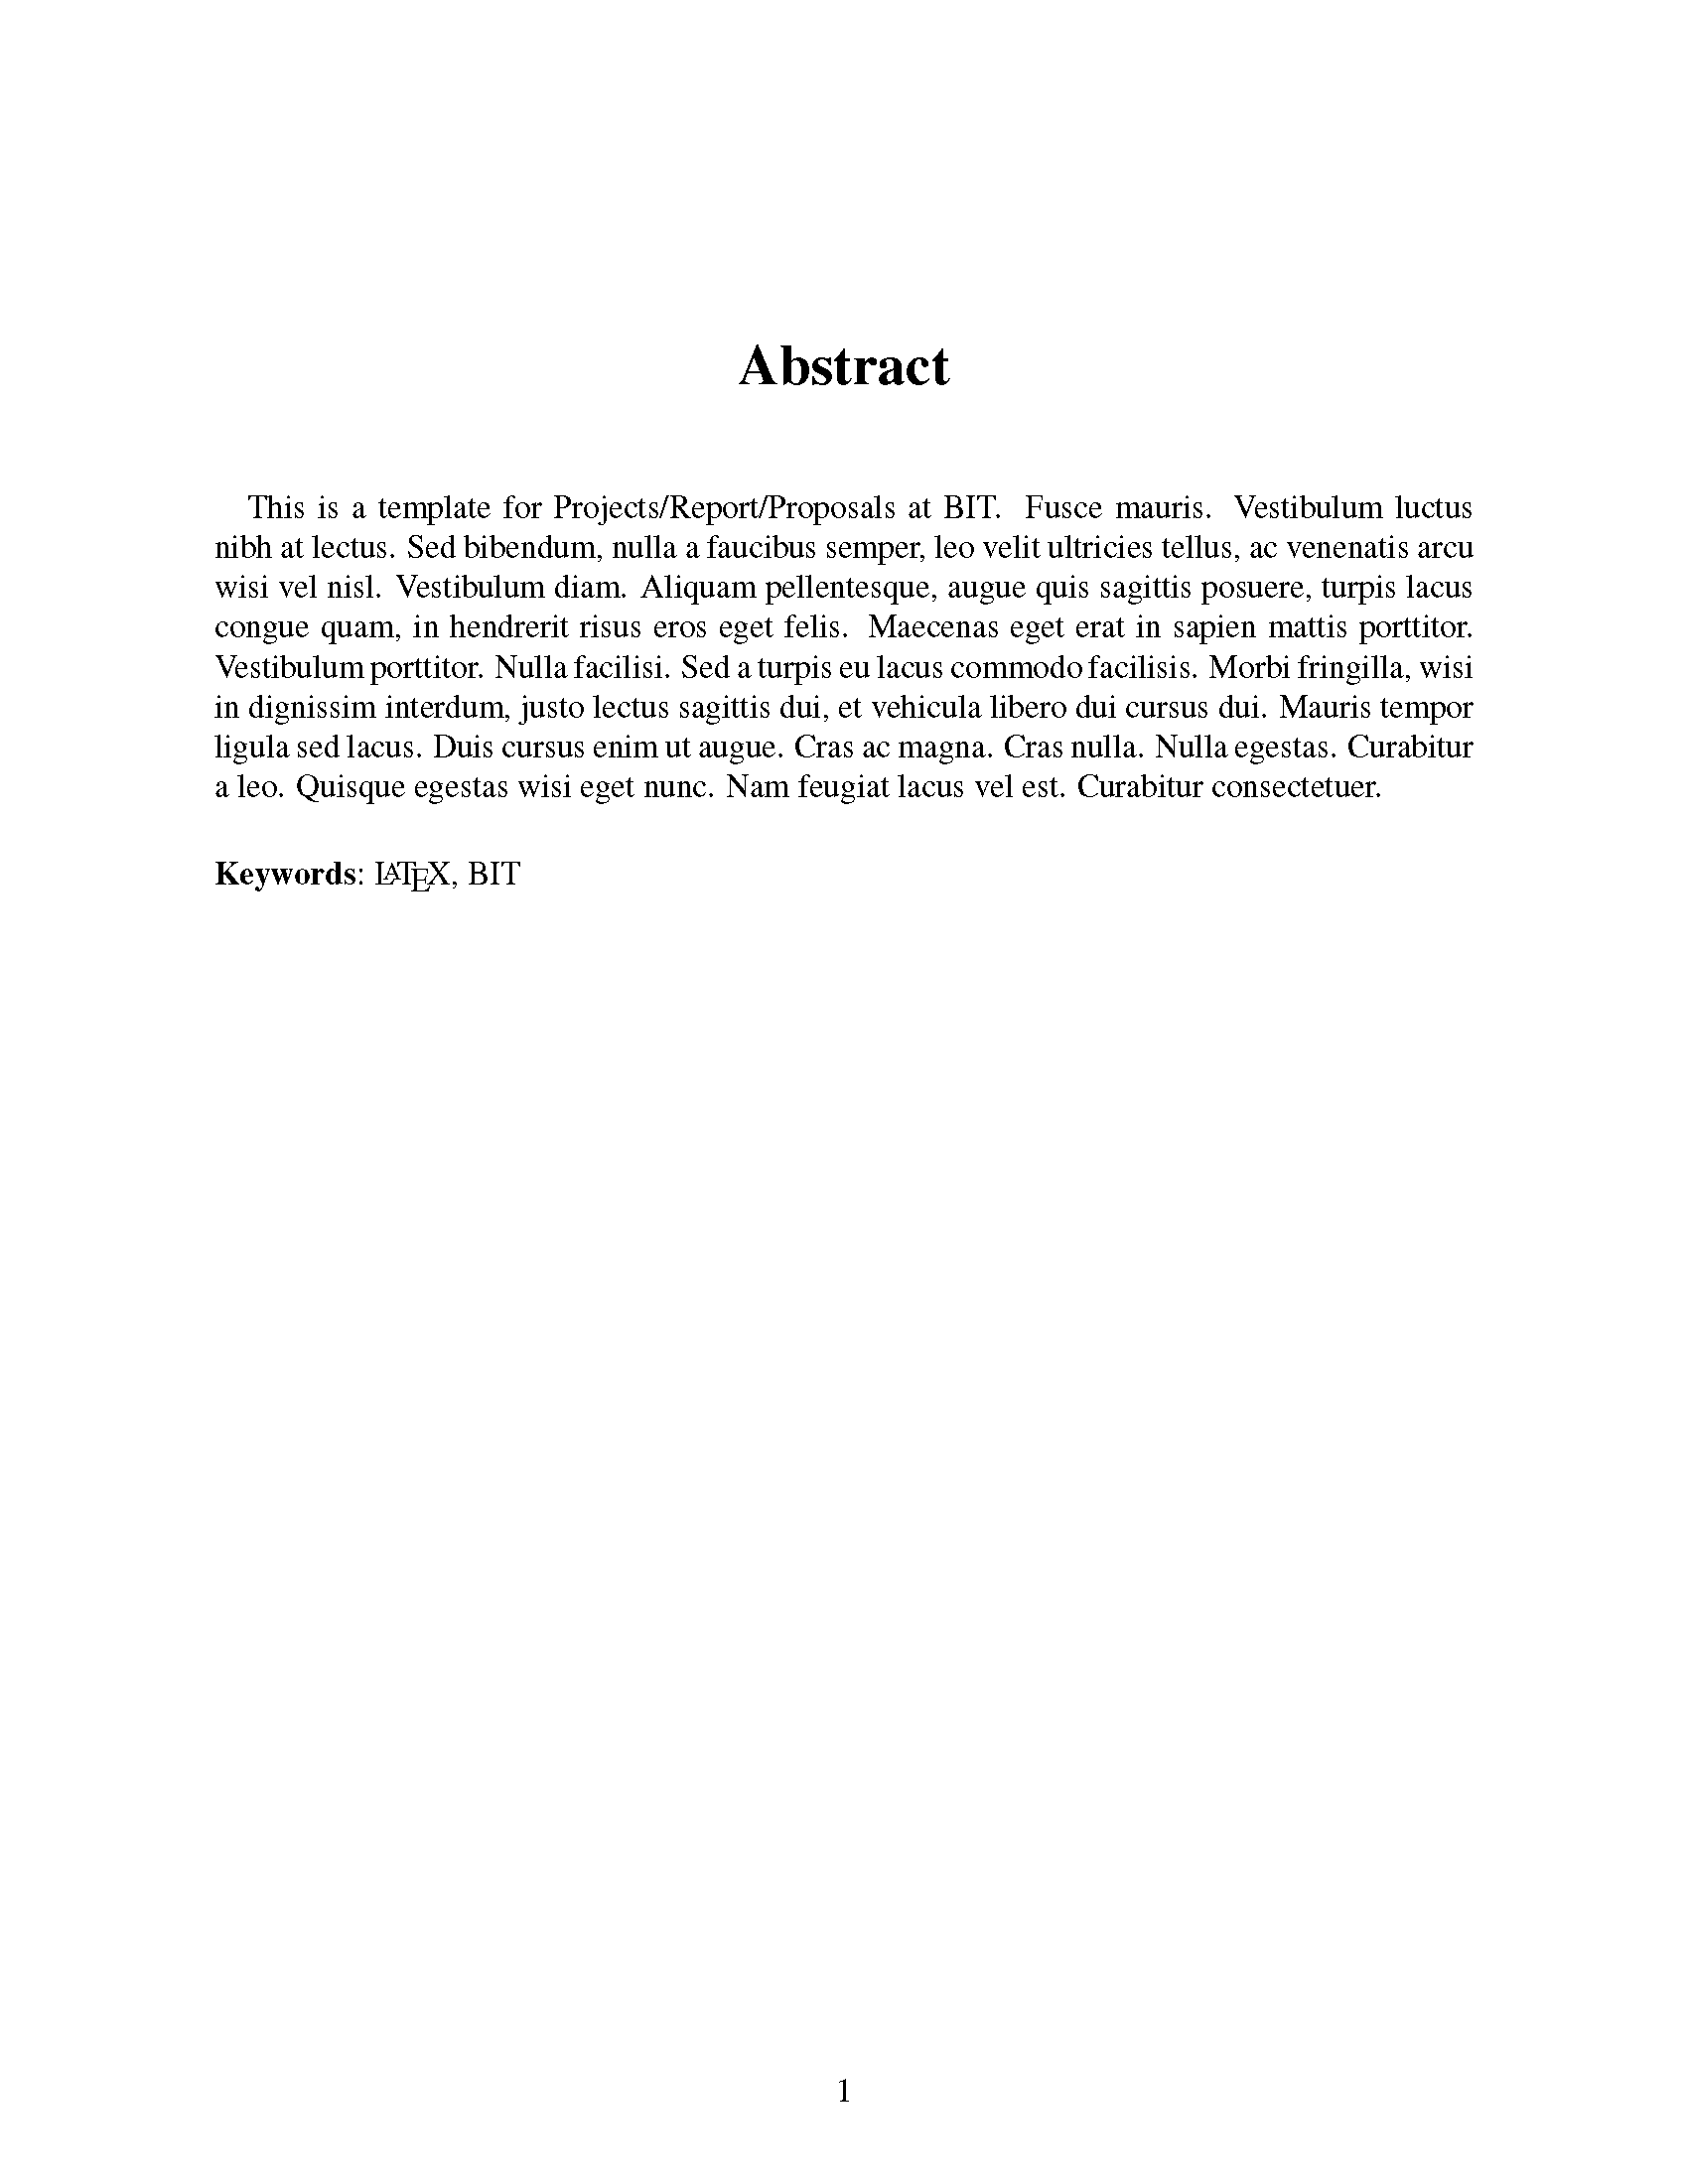 Abstract
This is a template for Projects/Report/Proposals at BIT. Fusce mauris. Vestibulum luctus
nibh at lectus. Sed bibendum, nulla a faucibus semper, leo velit ultricies tellus, ac venenatis arcu
wisi vel nisl. Vestibulum diam. Aliquam pellentesque, augue quis sagittis posuere, turpis lacus
congue quam, in hendrerit risus eros eget felis. Maecenas eget erat in sapien mattis porttitor.
Vestibulum porttitor. Nulla facilisi. Sed a turpis eu lacus commodo facilisis. Morbi fringilla, wisi
in dignissim interdum, justo lectus sagittis dui, et vehicula libero dui cursus dui. Mauris tempor
ligula sed lacus. Duis cursus enim ut augue. Cras ac magna. Cras nulla. Nulla egestas. Curabitur
a leo. Quisque egestas wisi eget nunc. Nam feugiat lacus vel est. Curabitur consectetuer.
Keywords: LATEX, BIT
1